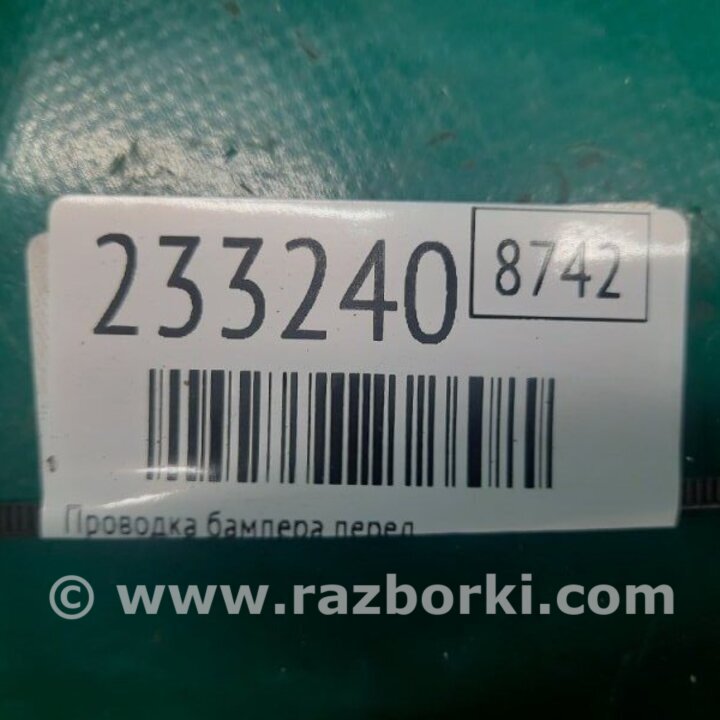 233240 8742
Проводка бампера перед
© www.razborki.com